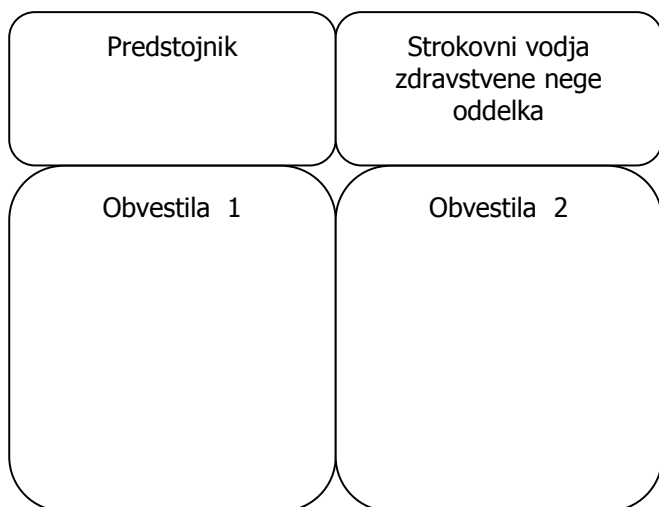 Predstojnik
Strokovni vodja
zdravstvene nege
oddelka
Obvestila 1
Obvestila 2